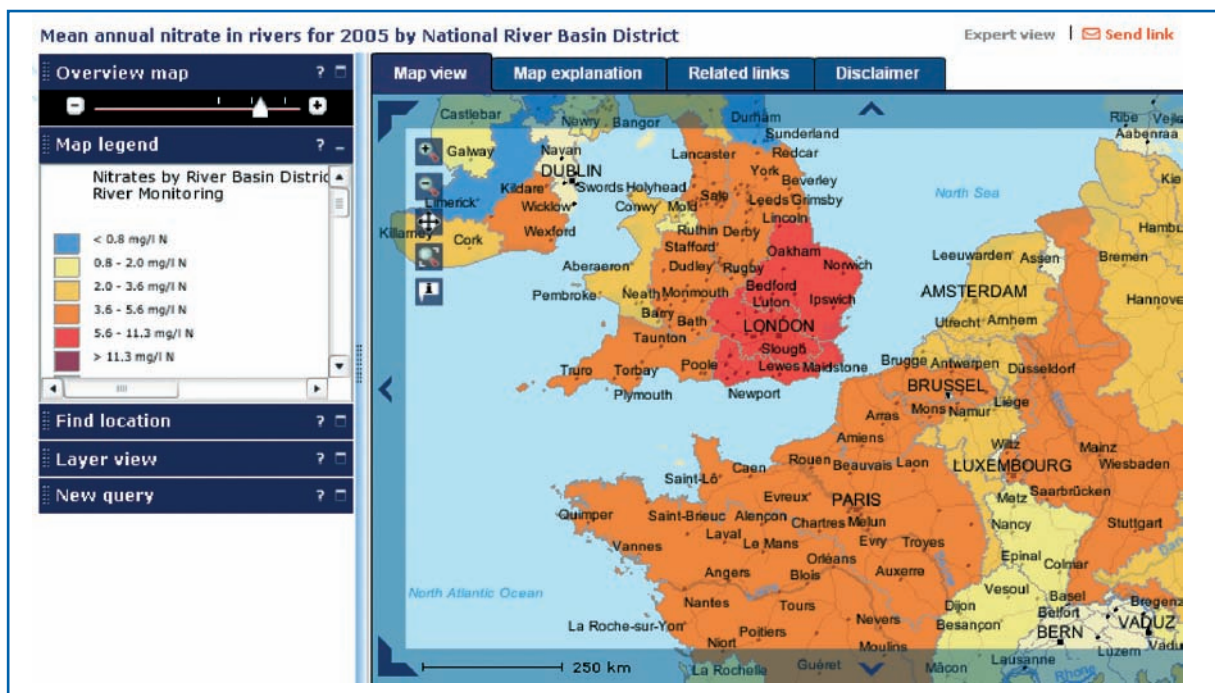 Mean annual nitrate in rivers for 2005 by National River Basin District
Expert view | Send link
Overview map ?
Map legend ? –
Nitrates by River Basin Distric
River Monitoring
< 0.8 mg/l N
0.8 - 2.0 mg/l N
2.0 - 3.6 mg/l N
3.6 - 5.6 mg/l N
5.6 - 11.3 mg/l N
> 11.3 mg/l N
Find location ?
Layer view ?
New query ?
Map view Map explanation Related links Disclaimer
Castlebar Newry Bangor Durham Ribe Vejle
Sunderland Aabenraa
Galway Navan Lancaster Redcar
DUBLIN York Kie
Kildare Swords Holyhead Sale Beverley North Sea
Limerick Wicklow Conwy Mold Leeds Grimsby
Lincoln Hambu
Killarney Cork Wexford Ruthin Derby
Stafford Oakham Leeuwarden Assen Bremen
Aberaeron Dudley Rugby Norwich
Pembroke Neath Monmouth Bedford AMSTERDAM
Luton Ipswich Hannove
Barry Bath LONDON Utrecht Arnhem
Taunton Slough
Truro Torbay Poole Lewes Maidstone Brugge Antwerpen Düsseldorf
Plymouth Newport BRUSSEL
Arras Mons Namur Liège
Amiens Wiltz Mainz
Caen Rouen Beauvais Laon LUXEMBOURG Wiesbaden
Saint-Lô Metz Saarbrücken
Evreux PARIS
Quimper Saint-Brieuc Alençon Chartres Melun Nancy Stuttgart
Laval Le Mans Evry Troyes
Vannes Orléans Epinal Colmar
Angers Blois Auxerre
North Atlantic Ocean Vesoul Basel
Nantes Tours Dijon Belfort Bregenz
La Roche-sur-Yon Nevers Besançon BERN VADUZ
Niort Poitiers Moulins Luzern Vadu
250 km La Rochelle Guéret Mâcon Lausanne
Rhone